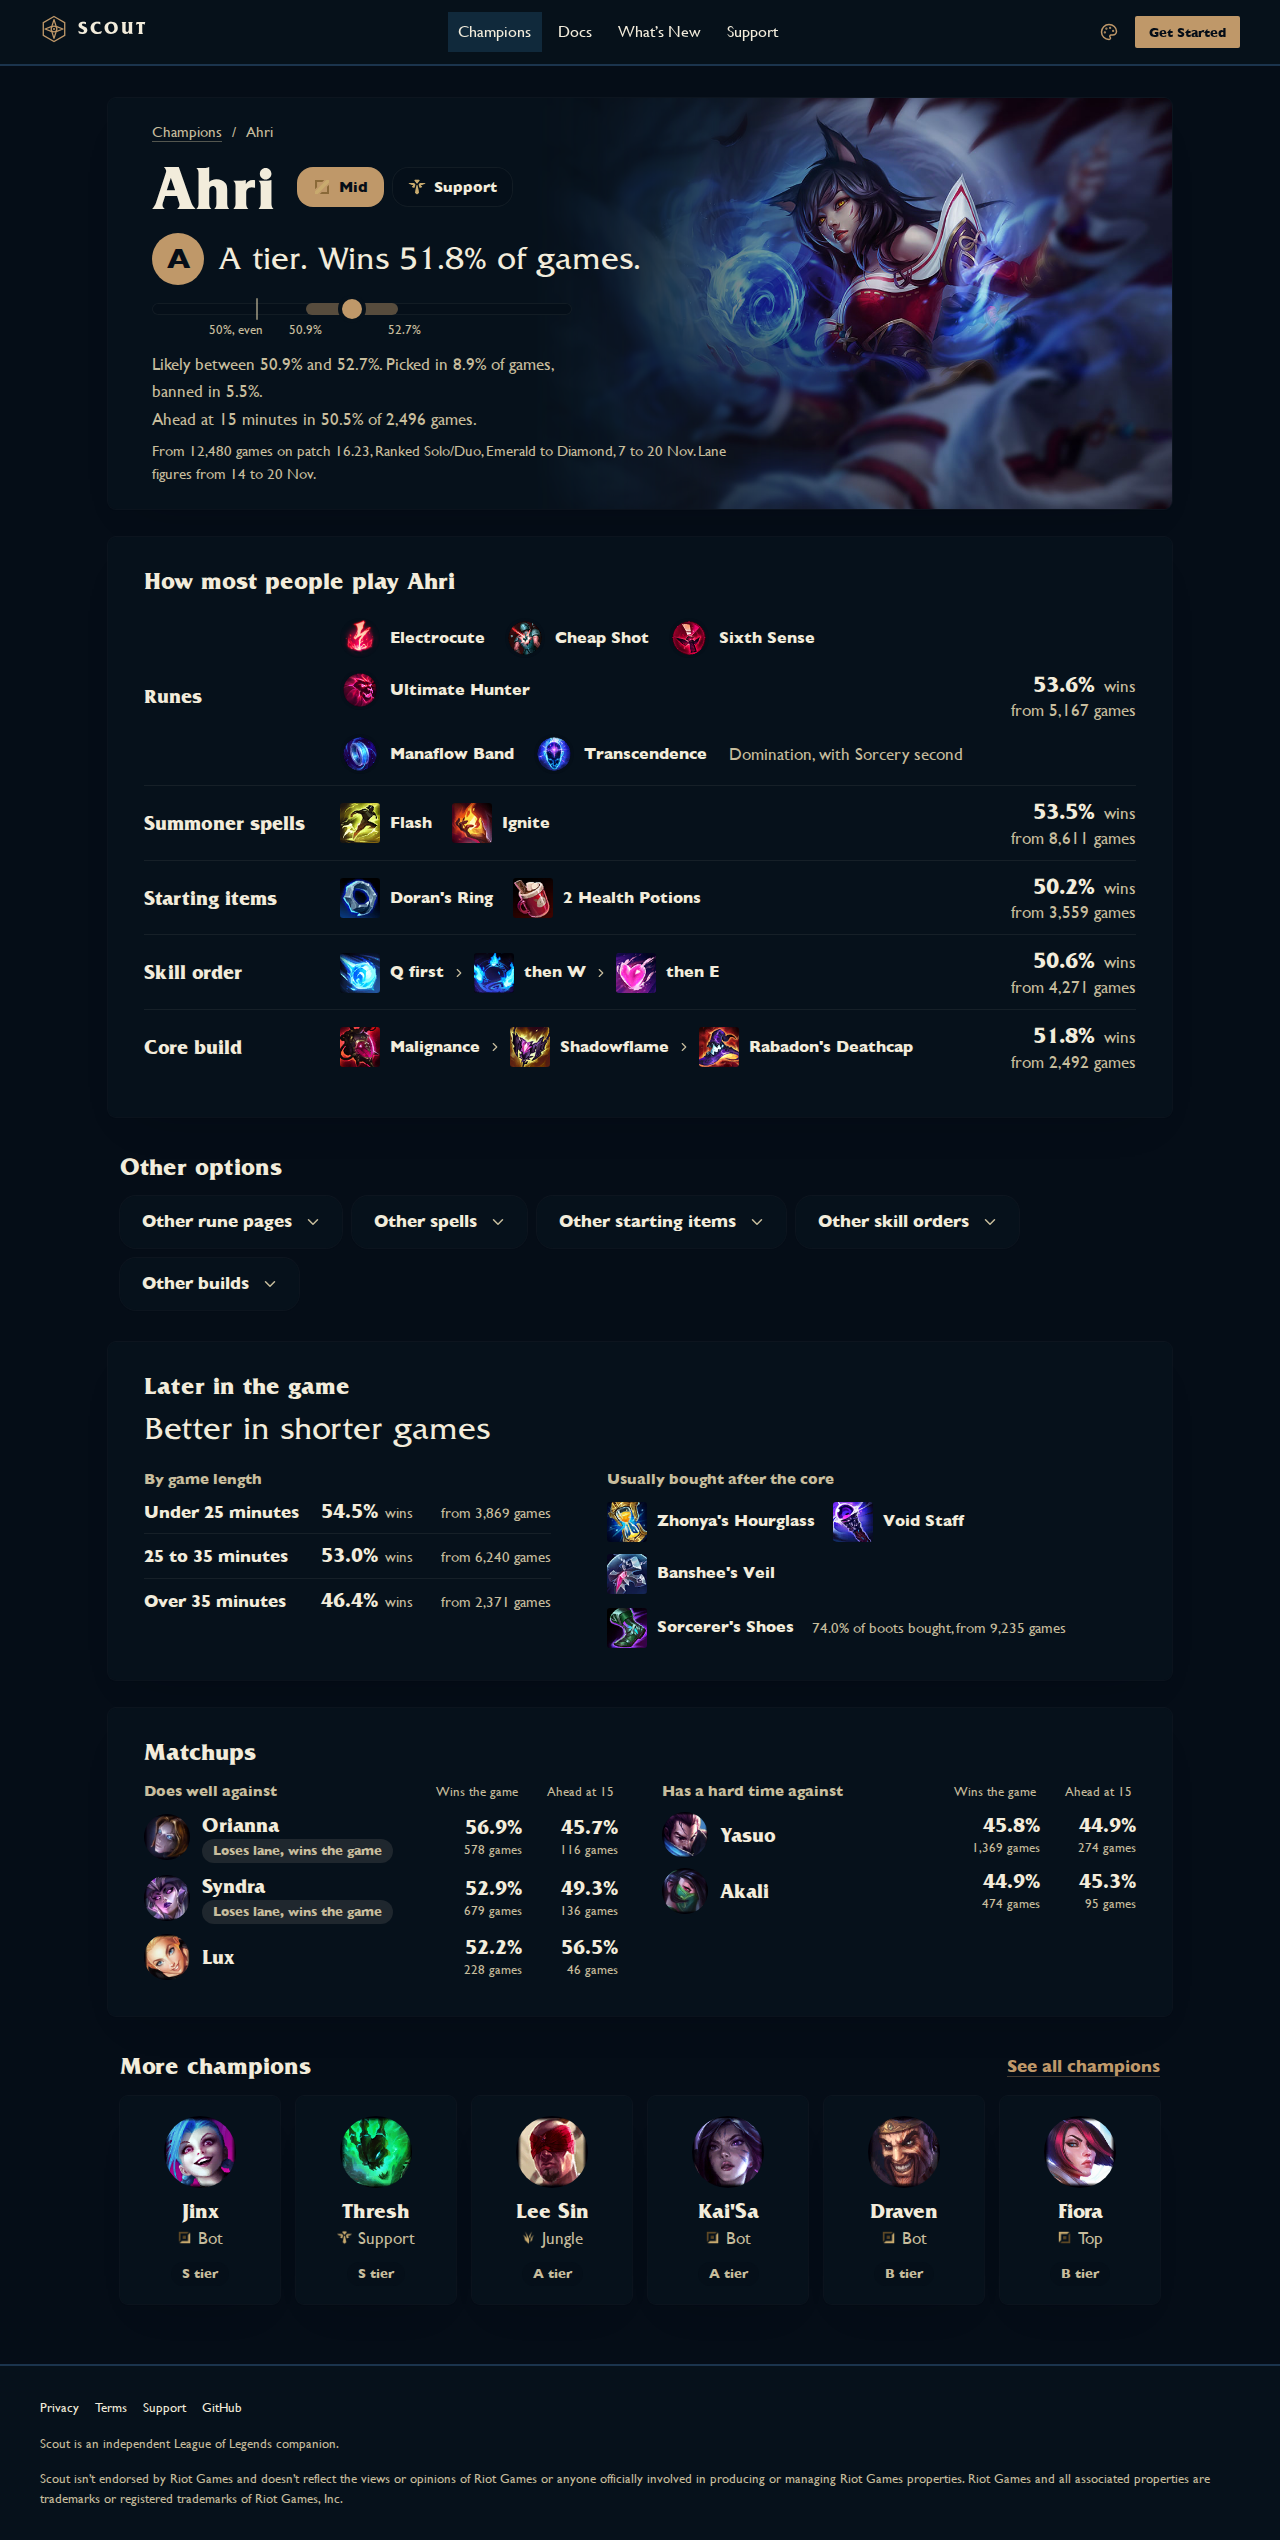 SCOUT
Champions Docs What's New Support
Get Started
Champions / Ahri
Ahri Mid Support
A A tier. Wins 51.8% of games.
50%, even 50.9% 52.7%
Likely between 50.9% and 52.7%. Picked in 8.9% of games,
banned in 5.5%.
Ahead at 15 minutes in 50.5% of 2,496 games.
From 12,480 games on patch 16.23, Ranked Solo/Duo, Emerald to Diamond, 7 to 20 Nov. Lane
figures from 14 to 20 Nov.
How most people play Ahri
Runes
Electrocute Cheap Shot Sixth Sense
Ultimate Hunter
Manaflow Band Transcendence Domination, with Sorcery second
53.6% wins
from 5,167 games
Summoner spells Flash Ignite
53.5% wins
from 8,611 games
Starting items Doran's Ring 2 Health Potions
50.2% wins
from 3,559 games
Skill order Q first then W then E
50.6% wins
from 4,271 games
Core build Malignance Shadowflame Rabadon's Deathcap
51.8% wins
from 2,492 games
Other options
Other rune pages Other spells Other starting items Other skill orders
Other builds
Later in the game
Better in shorter games
By game length
Under 25 minutes 54.5% wins from 3,869 games
25 to 35 minutes 53.0% wins from 6,240 games
Over 35 minutes 46.4% wins from 2,371 games
Usually bought after the core
Zhonya's Hourglass Void Staff
Banshee's Veil
Sorcerer's Shoes 74.0% of boots bought, from 9,235 games
Matchups
Does well against Wins the game Ahead at 15
Orianna 56.9% 45.7%
Loses lane, wins the game 578 games 116 games
Syndra 52.9% 49.3%
Loses lane, wins the game 679 games 136 games
Lux 52.2% 56.5%
228 games 46 games
Has a hard time against Wins the game Ahead at 15
Yasuo 45.8% 44.9%
1,369 games 274 games
Akali 44.9% 45.3%
474 games 95 games
More champions See all champions
Jinx Thresh Lee Sin Kai'Sa Draven Fiora
Bot Support Jungle Bot Bot Top
S tier S tier A tier A tier B tier B tier
Privacy Terms Support GitHub
Scout is an independent League of Legends companion.
Scout isn't endorsed by Riot Games and doesn't reflect the views or opinions of Riot Games or anyone officially involved in producing or managing Riot Games properties. Riot Games and all associated properties are
trademarks or registered trademarks of Riot Games, Inc.